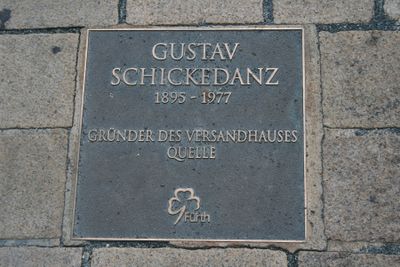 GUSTAV
SCHICKEDANZ
1895 - 1977
GRÜNDER DES VERSANDHAUSES
QUELLE
Fürth